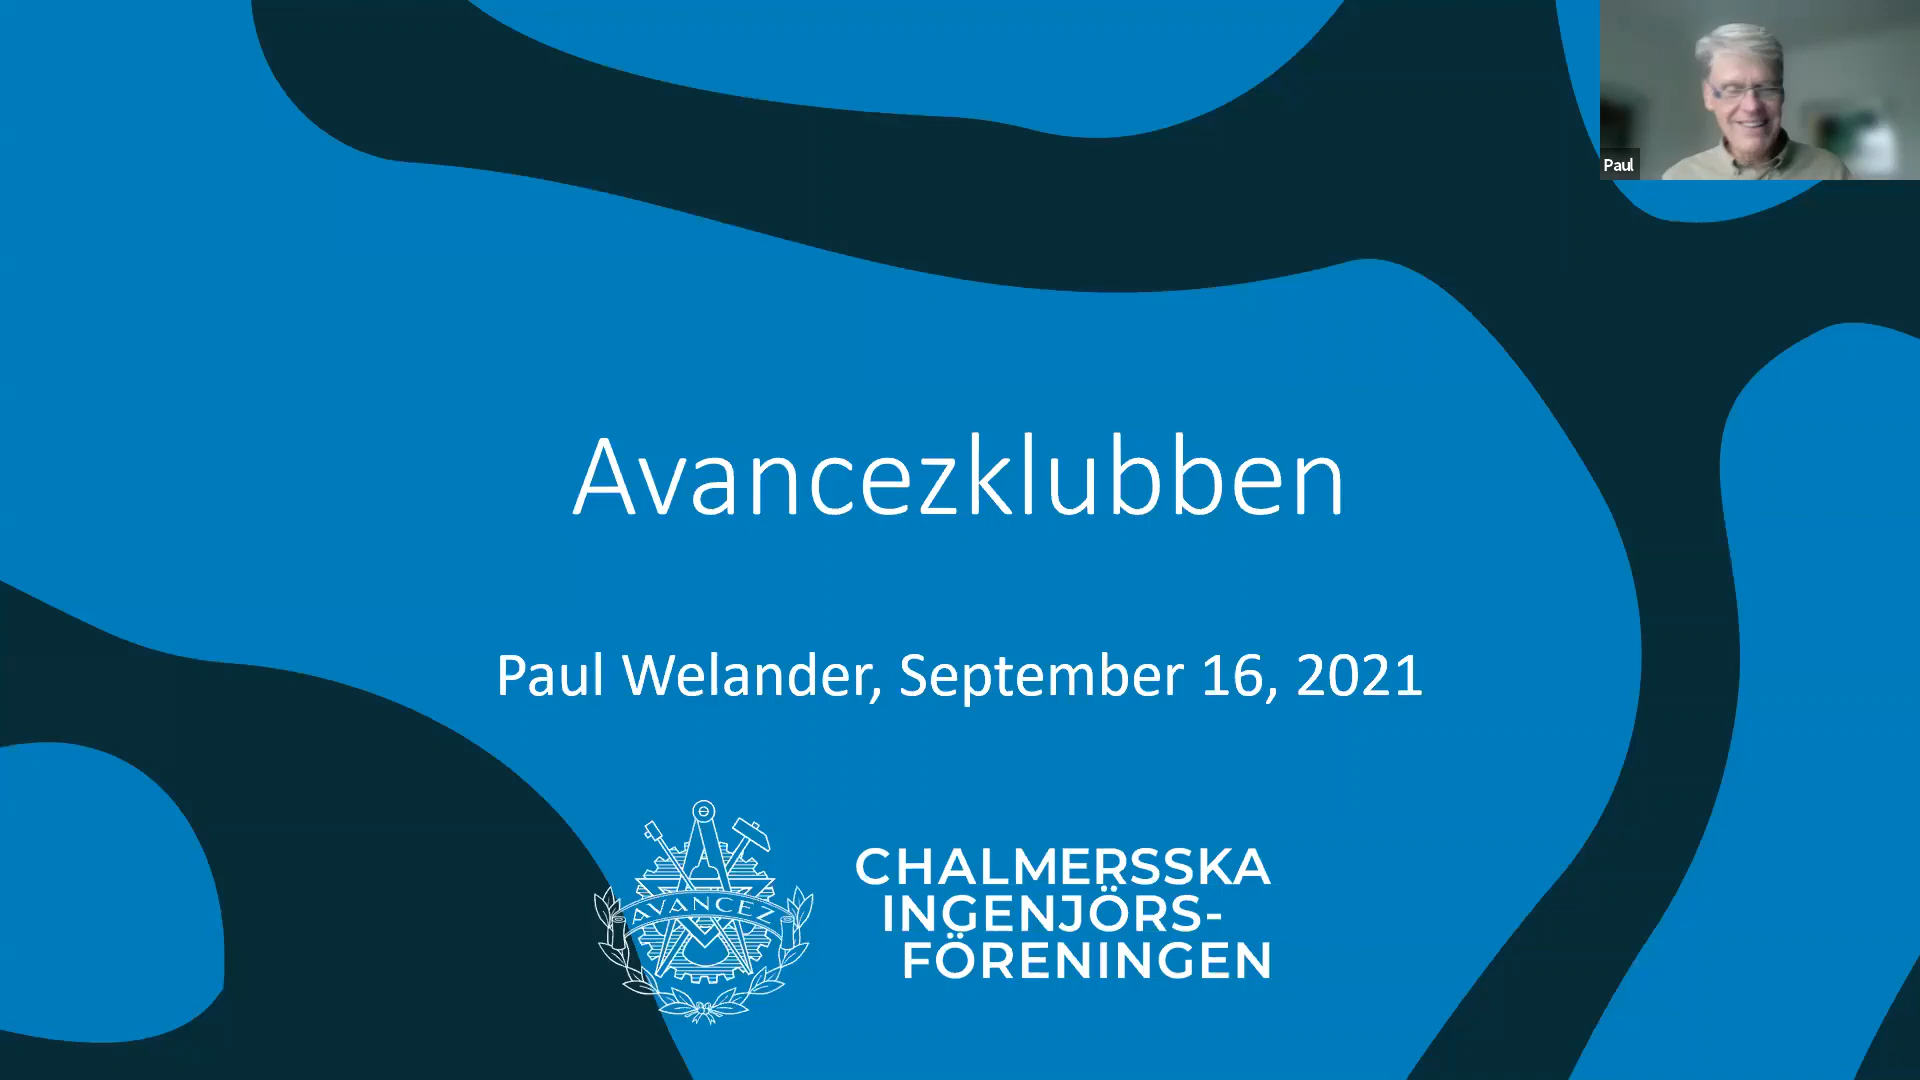 Paul
Avancezklubben
Paul Welander, September 16, 2021
AVANCEZ
CHALMERSSKA
INGENJÖRS-
FÖRENINGEN